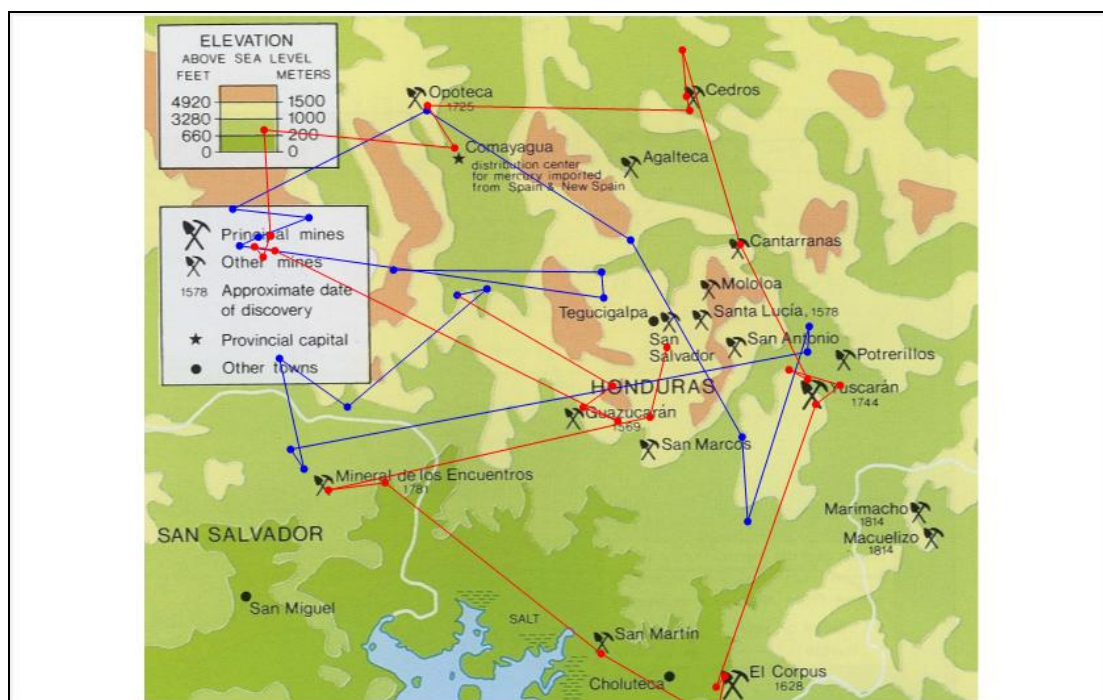 ELEVATION
ABOVE SEA LEVEL
FEET METERS
4920 1500
3280 1000
660 200
0 0
Principal mines
Other mines
1578 Approximate date
of discovery
Provincial capital
Other towns
Opoteca
1725
Cedros
Comayagua
distribution center
for mercury imported
from Spain & New Spain
Agalteca
Cantarranas
Mololoa
Tegucigalpa
Santa Lucía, 1578
San
Salvador
San Antonio
Potrerillos
HONDURAS
Yuscarán
1744
Guazucarán
1569
San Marcos
Mineral de los Encuentros
1781
Marimacho
1814
Macuelizo
1814
SAN SALVADOR
San Miguel
SALT
San Martín
Choluteca
El Corpus
1628